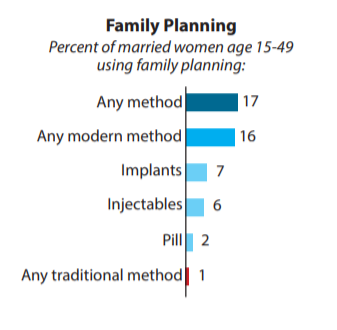 Family Planning
Percent of married women age 15-49
using family planning:
Any method 17
Any modern method 16
Implants 7
Injectables 6
Pill 2
Any traditional method 1